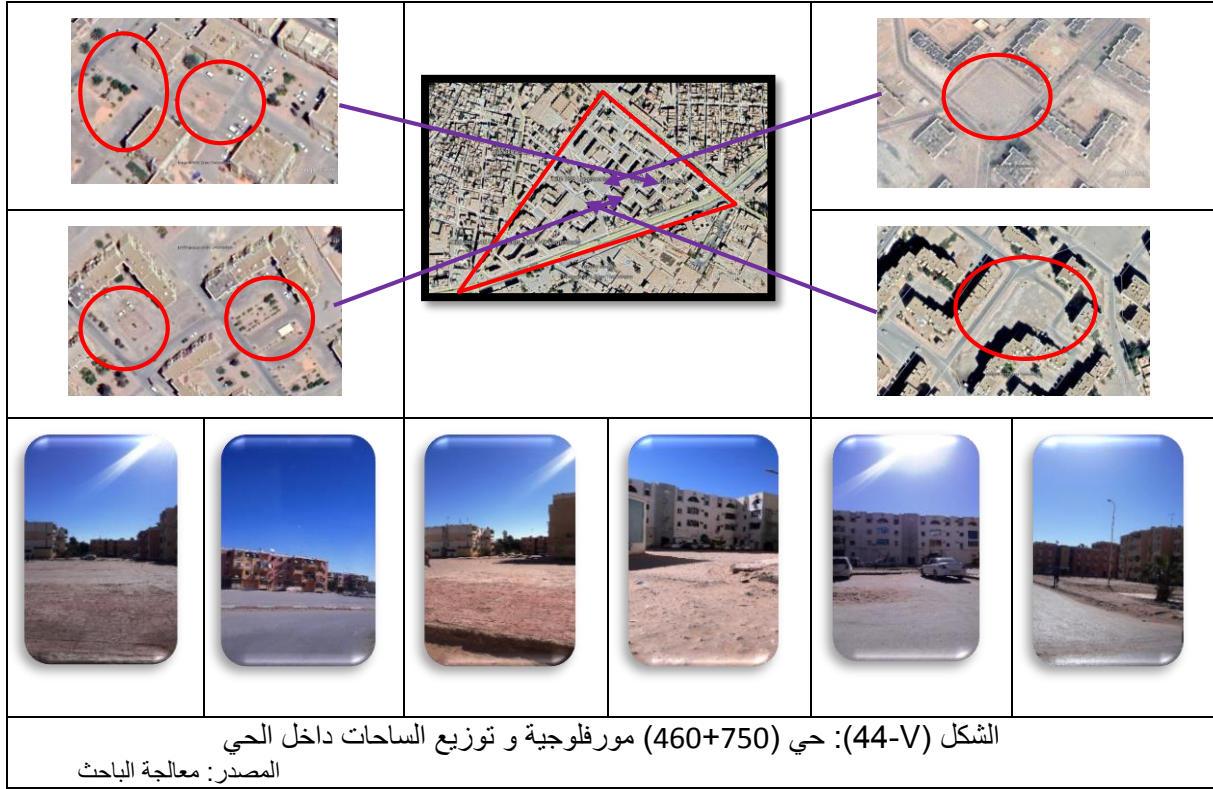 الشكل (V-44): حي (750+460) مورفلوجية و توزيع الساحات داخل الحي
المصدر: معالجة الباحث